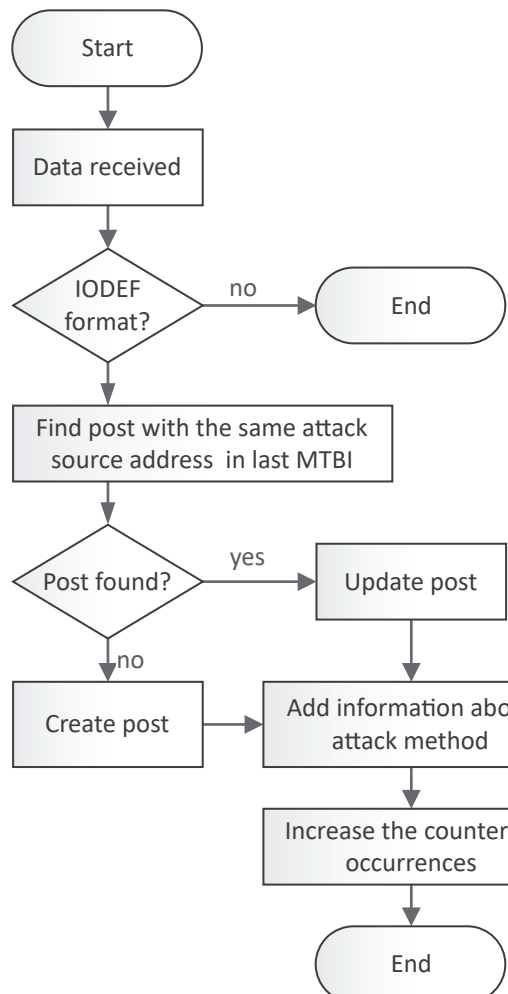 Start
Data received
IODEF
format?
no
End
Find post with the same attack
source address in last MTBI
Post found?
yes
Update post
no
Create post
Add information
attack method
Increase the counter
occurrences
End